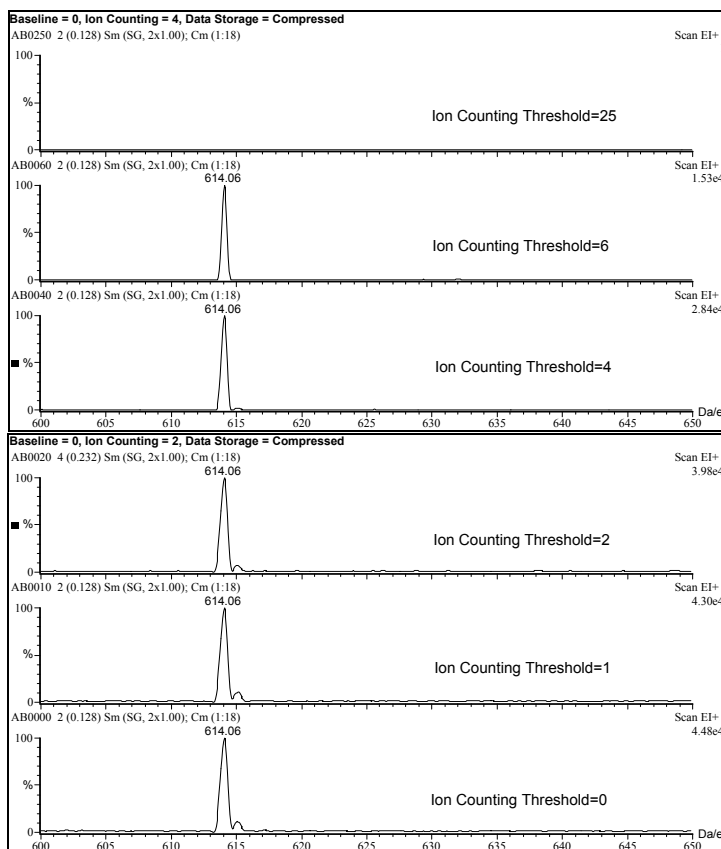 Baseline = 0, Ion Counting = 4, Data Storage = Compressed
AB0250 2 (0.128) Sm (SG, 2x1.00); Cm (1:18) Scan EI+
100
%
Ion Counting Threshold=25
0
AB0060 2 (0.128) Sm (SG, 2x1.00); Cm (1:18) Scan EI+
614.06 1.53e4
100
%
Ion Counting Threshold=6
0
AB0040 2 (0.128) Sm (SG, 2x1.00); Cm (1:18) Scan EI+
614.06 2.84e4
100
%
Ion Counting Threshold=4
0
Da/e
600 605 610 615 620 625 630 635 640 645 650
Baseline = 0, Ion Counting = 2, Data Storage = Compressed
AB0020 4 (0.232) Sm (SG, 2x1.00); Cm (1:18) Scan EI+
614.06 3.98e4
100
%
Ion Counting Threshold=2
0
AB0010 2 (0.128) Sm (SG, 2x1.00); Cm (1:18) Scan EI+
614.06 4.30e4
100
%
Ion Counting Threshold=1
0
AB0000 2 (0.128) Sm (SG, 2x1.00); Cm (1:18) Scan EI+
614.06 4.48e4
100
%
Ion Counting Threshold=0
0
Da/e
600 605 610 615 620 625 630 635 640 645 650